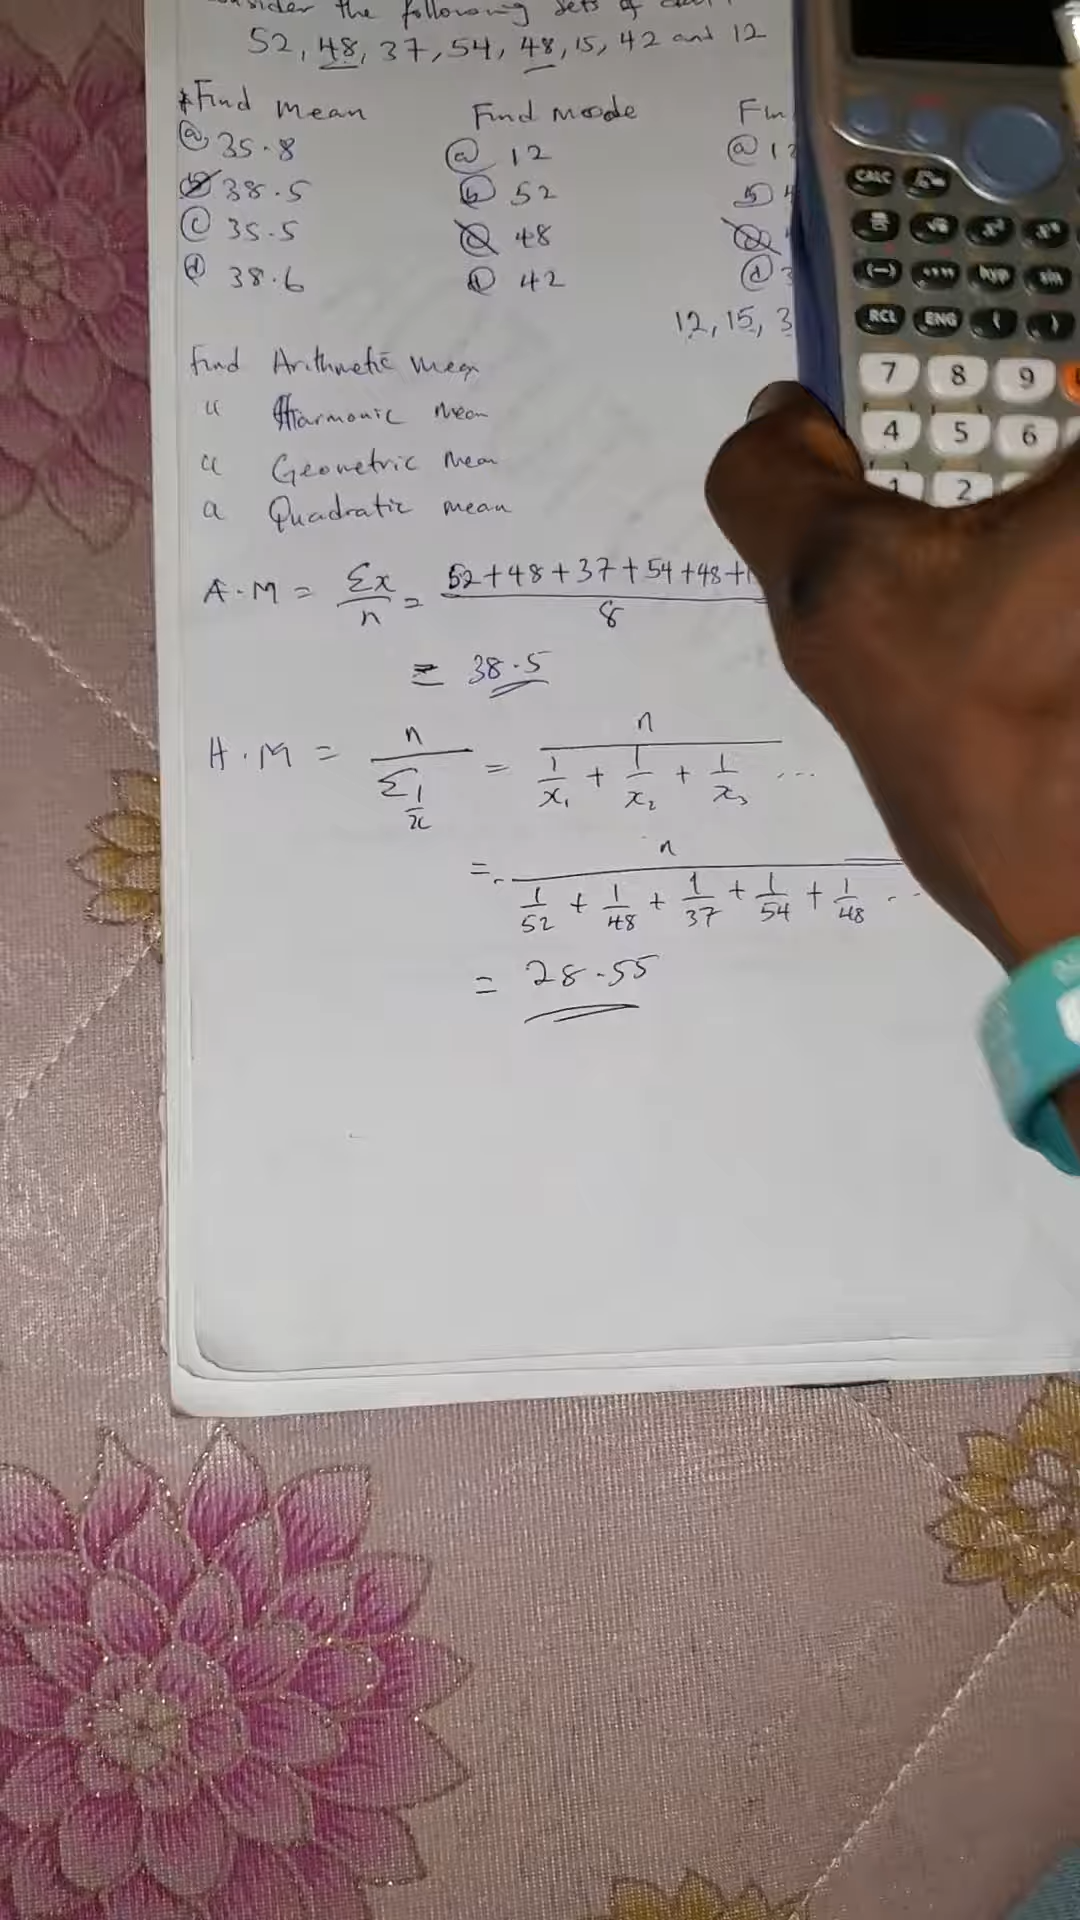 the following sets of
52, 48, 37, 54, 48, 15, 42 and 12
*Find mean
Find mode
(a) 35.8
(a) 12
(a)
(b) 38.5
(b) 52
(b) 4
(c) 35.5
(c) 48
(d) 38.6
(d) 42
(d) 3
12, 15, 3
Find Arithmetic mean
" Harmonic Mean
" Geometric Mean
" Quadratic mean
A.M = Σx/n = 52+48+37+54+48+1 / 8
= 38.5
H.M = n / Σ 1/x = n / 1/x₁ + 1/x₂ + 1/x₃ ...
= n / 1/52 + 1/48 + 1/37 + 1/54 + 1/48 ...
= 28.55
CALC
(-) °'" hyp sin
RCL ENG ( )
7 8 9
4 5 6
1 2